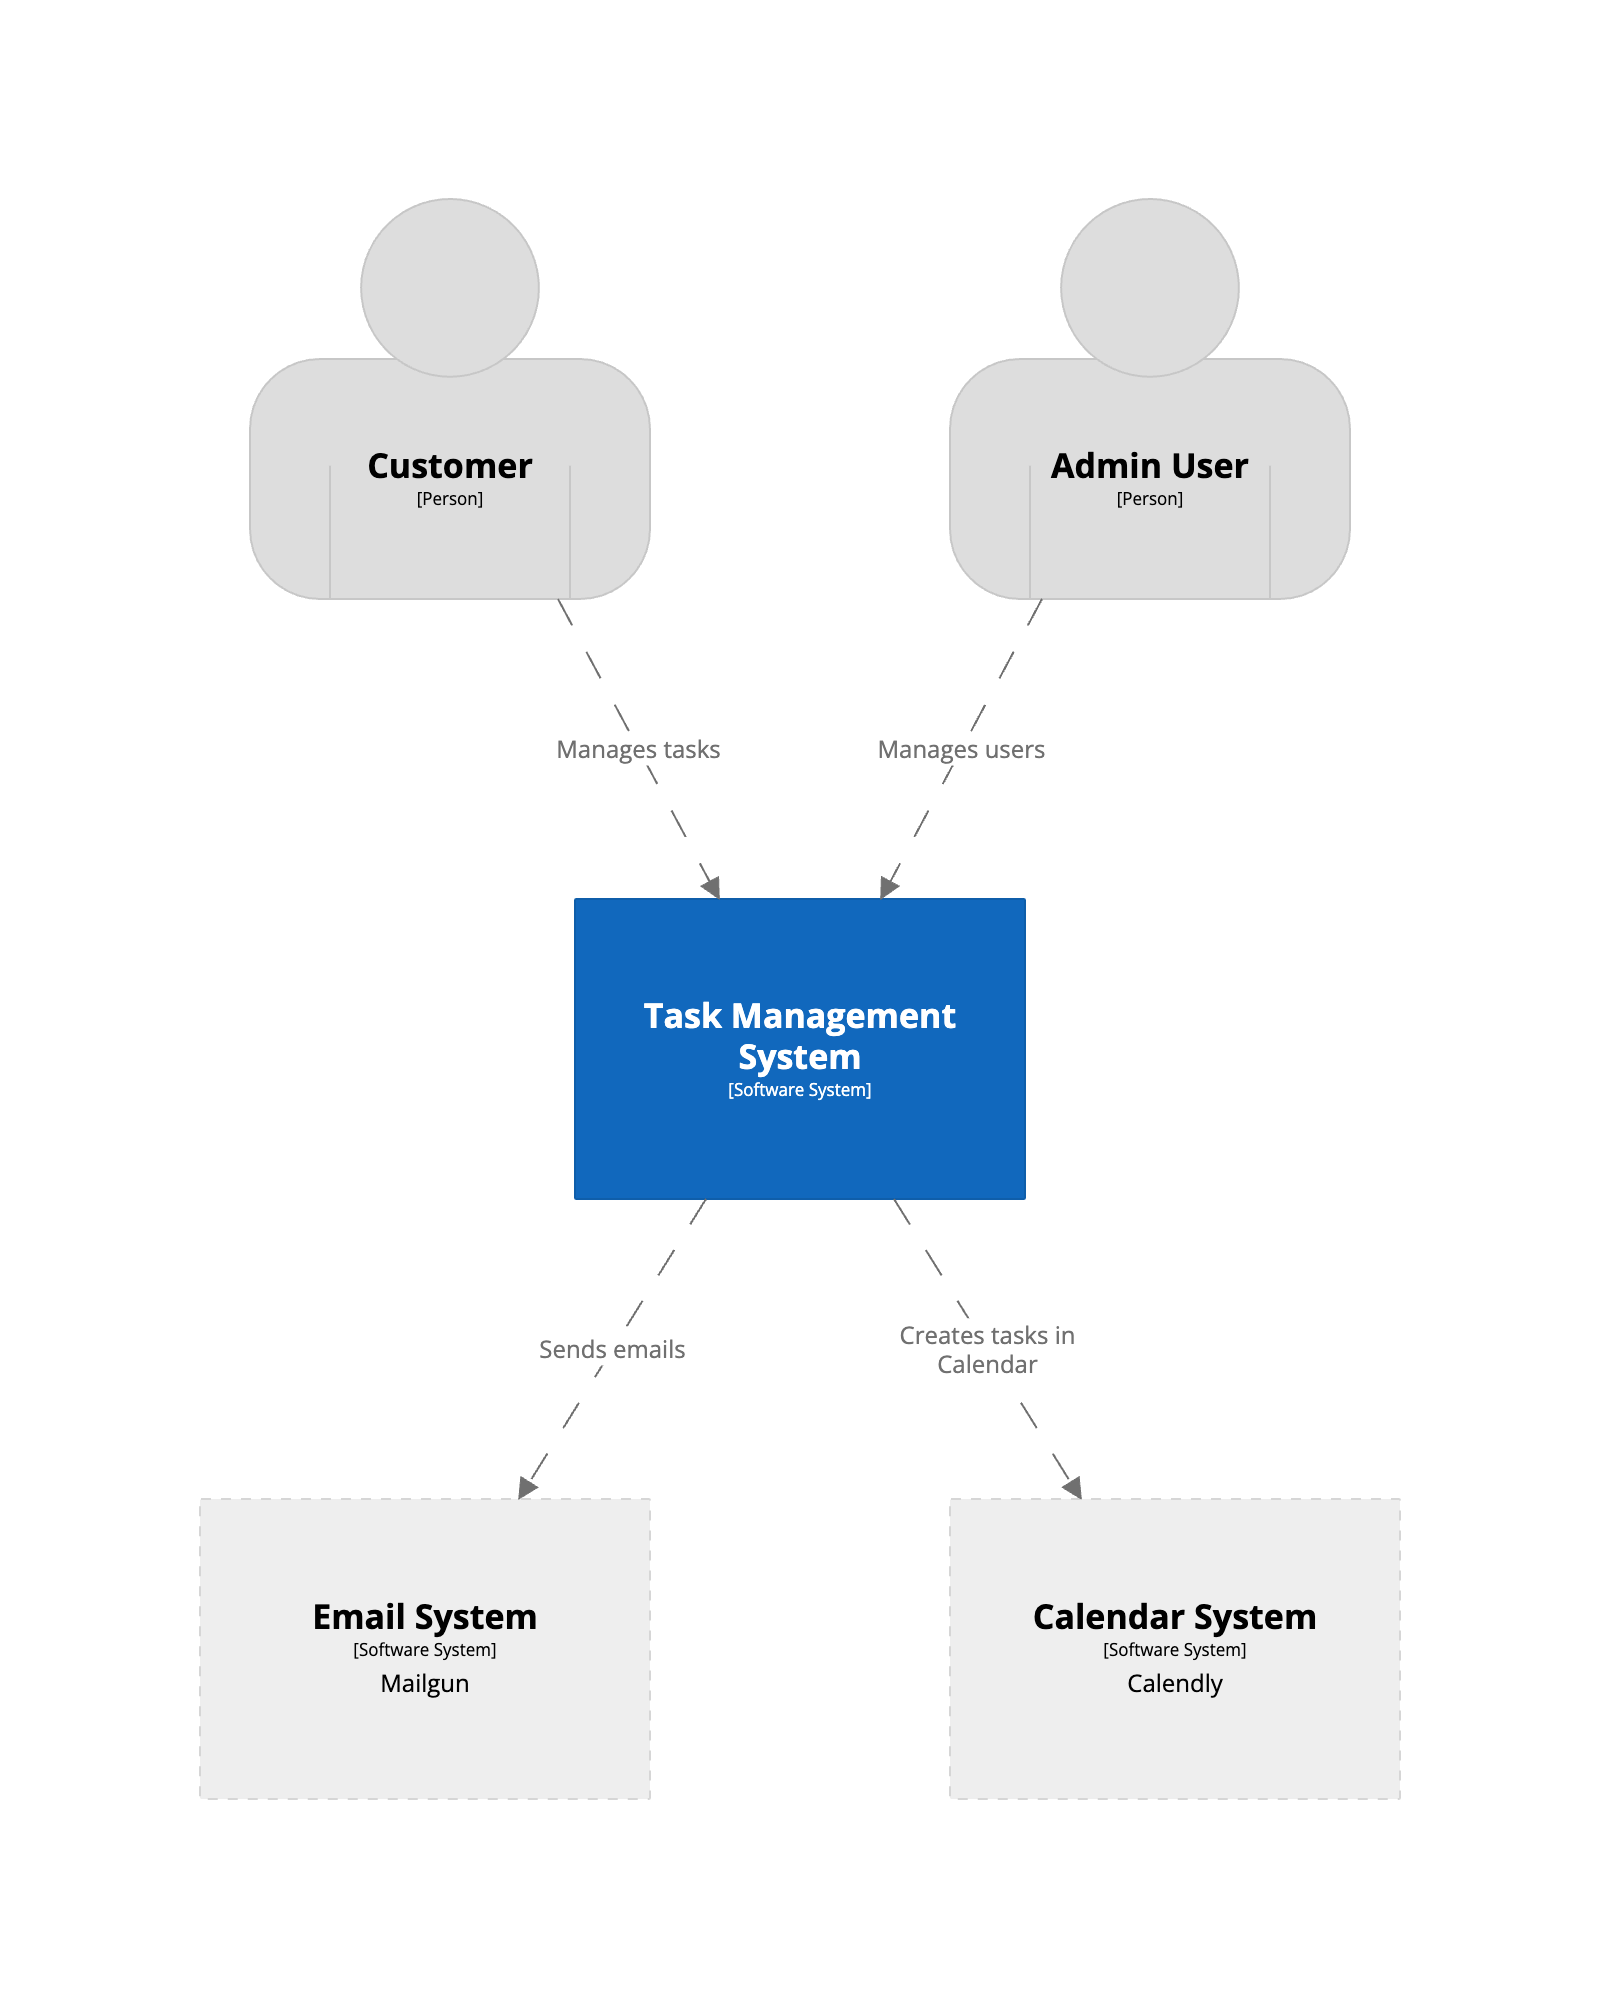 Customer
[Person]
Admin User
[Person]
Manages tasks
Manages users
Task Management
System
[Software System]
Sends emails
Creates tasks in
Calendar
Email System
[Software System]
Mailgun
Calendar System
[Software System]
Calendly